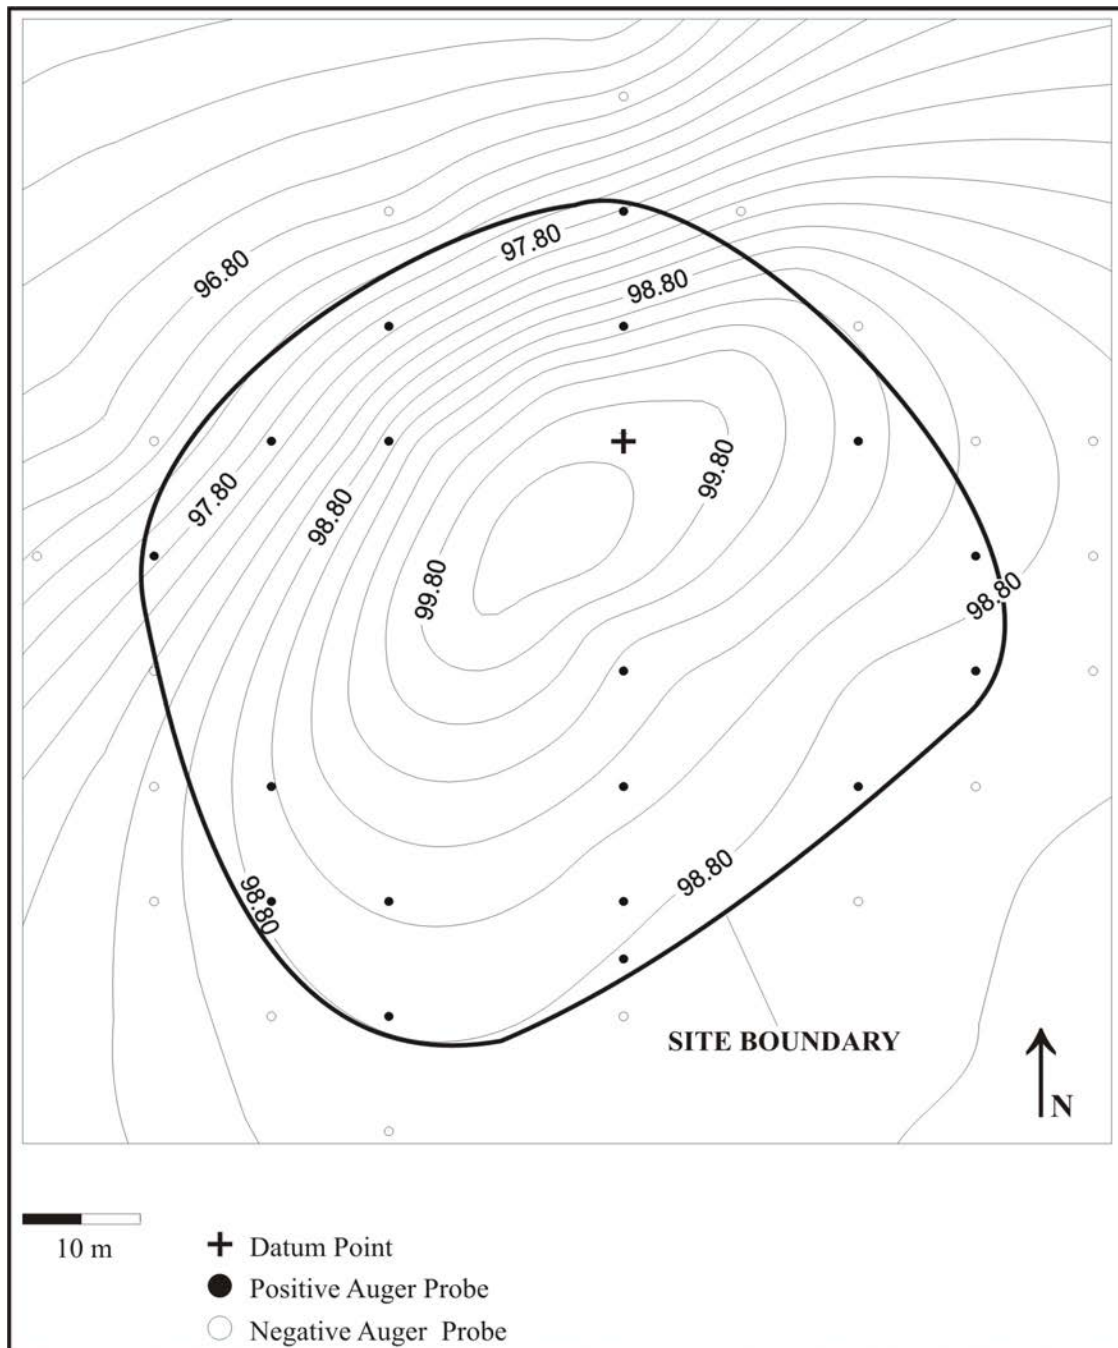 97.80
96.80
98.80
99.80
97.80
98.80
99.80
98.80
98.80
98.80
SITE BOUNDARY
N
10 m
Datum Point
Positive Auger Probe
Negative Auger Probe